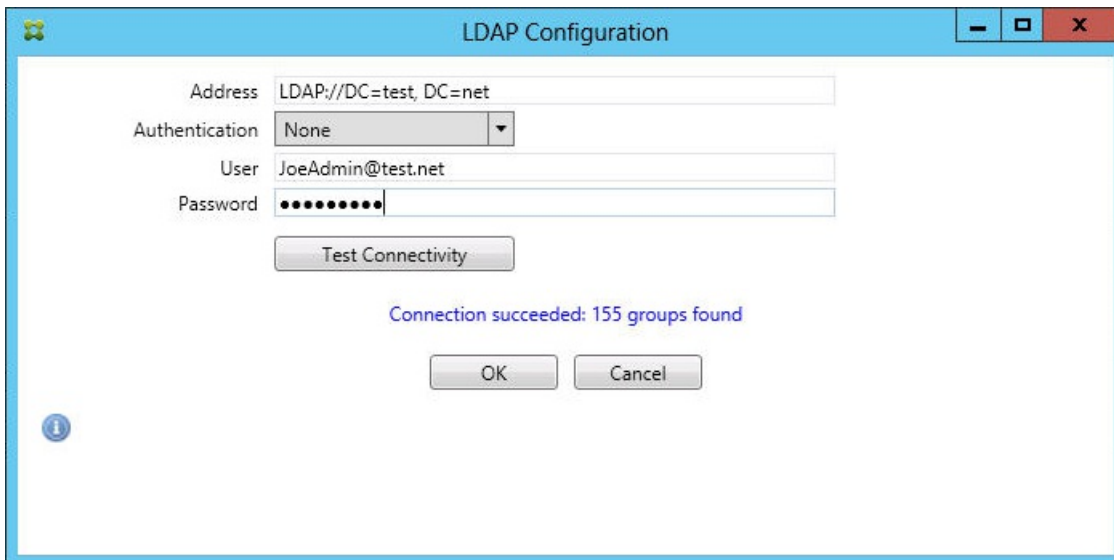 LDAP Configuration
Address LDAP://DC=test, DC=net
Authentication None
User JoeAdmin@test.net
Password •••••••••
Test Connectivity
Connection succeeded: 155 groups found
OK Cancel